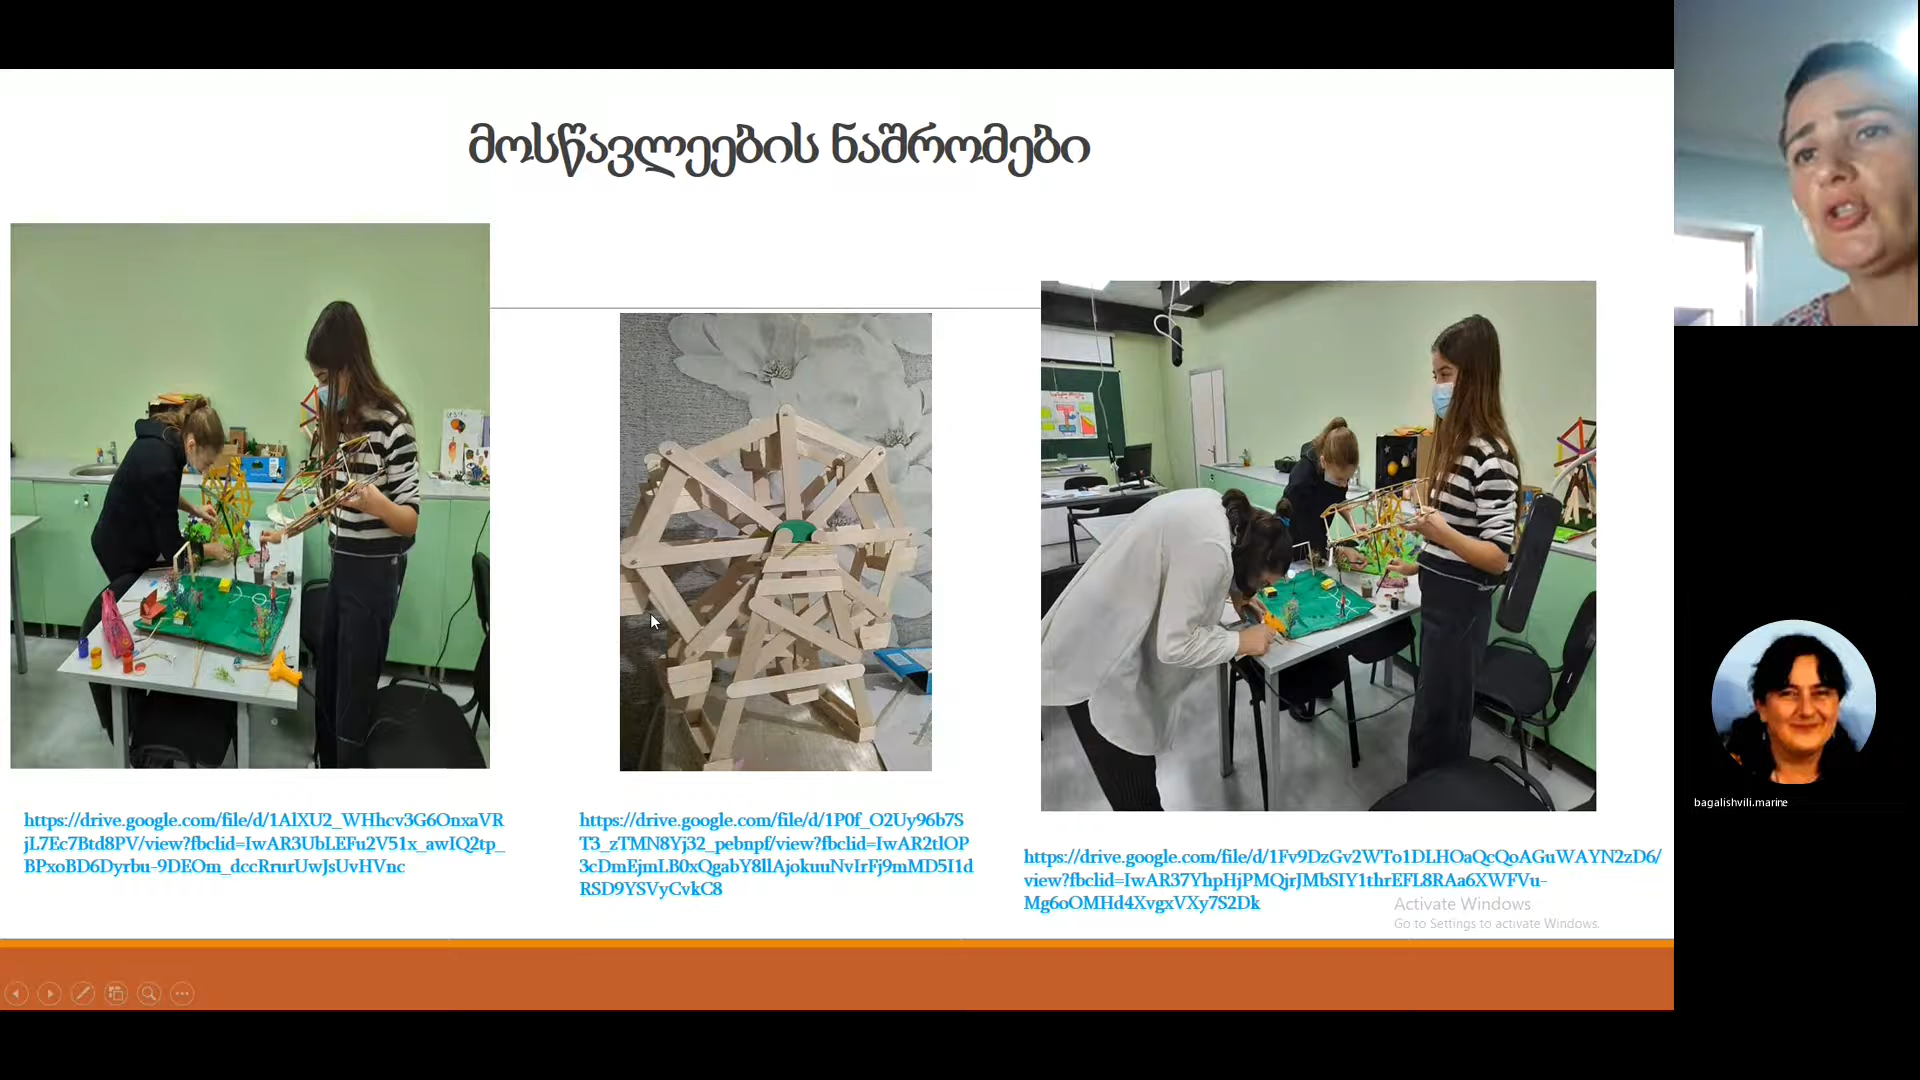 მოსწავლეების ნაშრომები
https://drive.google.com/file/d/1AlXU2_WHhcv3G6OnxaVR
jL7Ec7Btd8PV/view?fbclid=IwAR3UbLEFu2V51x_awIQ2tp_
BPxoBD6Dyrbu-9DEOm_dccRrurUwJsUvHVnc
https://drive.google.com/file/d/1P0f_O2Uy96b7S
T3_zTMN8Yj32_pebnpf/view?fbclid=IwAR2tlOP
3cDmEjmLB0xQgabY8llAjokuuNvIrFj9mMD5I1d
RSD9YSVyCvkC8
https://drive.google.com/file/d/1Fv9DzGv2WTo1DLHOaQcQoAGuWAYN2zD6/
view?fbclid=IwAR37YhpHjPMQjrJMbSIY1thrEFL8RAa6XWFVu-
Mg6oOMHd4XvgxVXy7S2Dk
Activate Windows
Go to Settings to activate Windows.
bagalishvili.marine